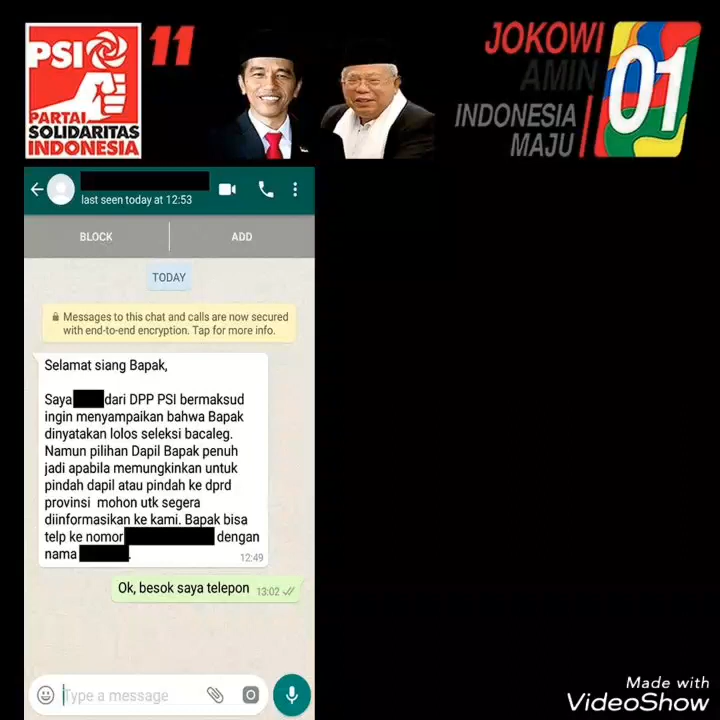 PSI
PARTAI
SOLIDARITAS
INDONESIA
11
JOKOWI
AMIN
INDONESIA
MAJU
01
last seen today at 12:53
BLOCK
ADD
TODAY
Messages to this chat and calls are now secured
with end-to-end encryption. Tap for more info.
Selamat siang Bapak,
Saya dari DPP PSI bermaksud
ingin menyampaikan bahwa Bapak
dinyatakan lolos seleksi bacaleg.
Namun pilihan Dapil Bapak penuh
jadi apabila memungkinkan untuk
pindah dapil atau pindah ke dprd
provinsi mohon utk segera
diinformasikan ke kami. Bapak bisa
telp ke nomor dengan
nama .
12:49
Ok, besok saya telepon 13:02
Type a message
Made with
VideoShow